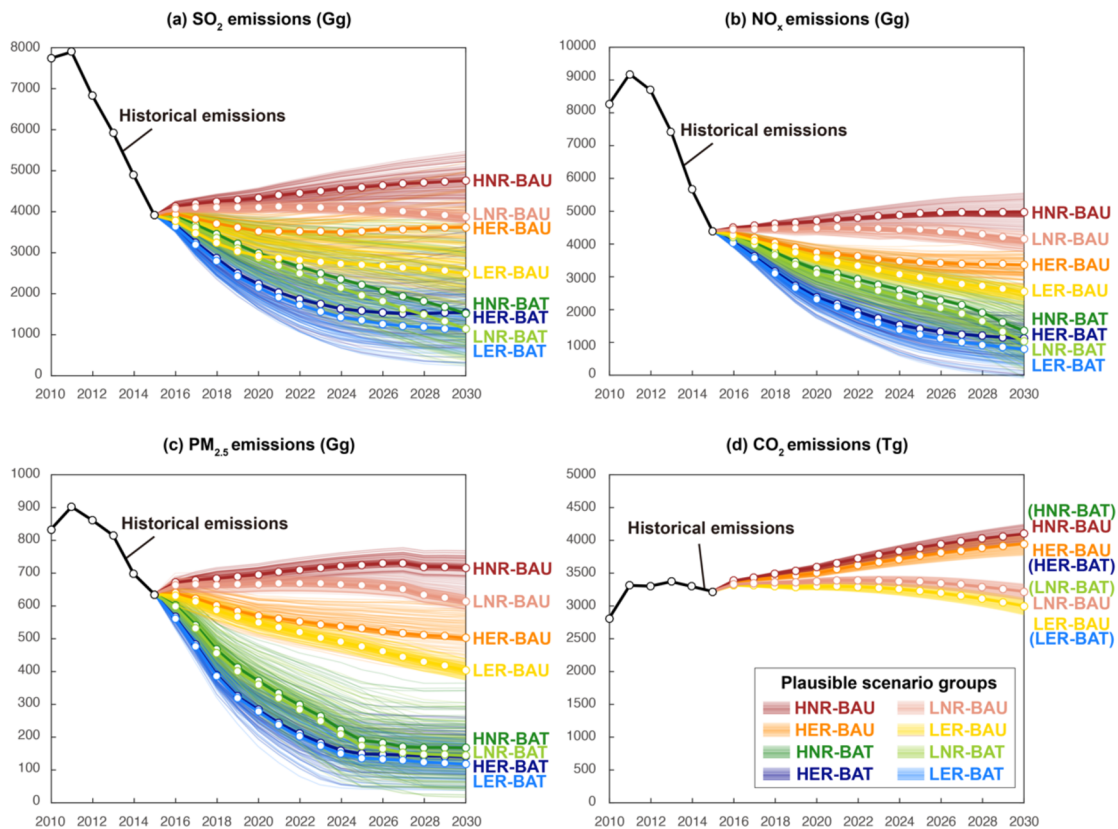 (a) SO2 emissions (Gg)
8000
7000
6000
5000
4000
3000
2000
1000
0
Historical emissions
HNR-BAU
LNR-BAU
HER-BAU
LER-BAU
HNR-BAT
HER-BAT
LNR-BAT
LER-BAT
2010 2012 2014 2016 2018 2020 2022 2024 2026 2028 2030
(b) NOx emissions (Gg)
10000
9000
8000
7000
6000
5000
4000
3000
2000
1000
0
Historical emissions
HNR-BAU
LNR-BAU
HER-BAU
LER-BAU
HNR-BAT
HER-BAT
LNR-BAT
LER-BAT
2010 2012 2014 2016 2018 2020 2022 2024 2026 2028 2030
(c) PM2.5 emissions (Gg)
1000
900
800
700
600
500
400
300
200
100
0
Historical emissions
HNR-BAU
LNR-BAU
HER-BAU
LER-BAU
HNR-BAT
LNR-BAT
HER-BAT
LER-BAT
2010 2012 2014 2016 2018 2020 2022 2024 2026 2028 2030
(d) CO2 emissions (Tg)
5000
4500
4000
3500
3000
2500
2000
1500
1000
500
0
Historical emissions
(HNR-BAT)
HNR-BAU
HER-BAU
(HER-BAT)
(LNR-BAT)
LNR-BAU
LER-BAU
(LER-BAT)
Plausible scenario groups
HNR-BAU LNR-BAU
HER-BAU LER-BAU
HNR-BAT LNR-BAT
HER-BAT LER-BAT
2010 2012 2014 2016 2018 2020 2022 2024 2026 2028 2030